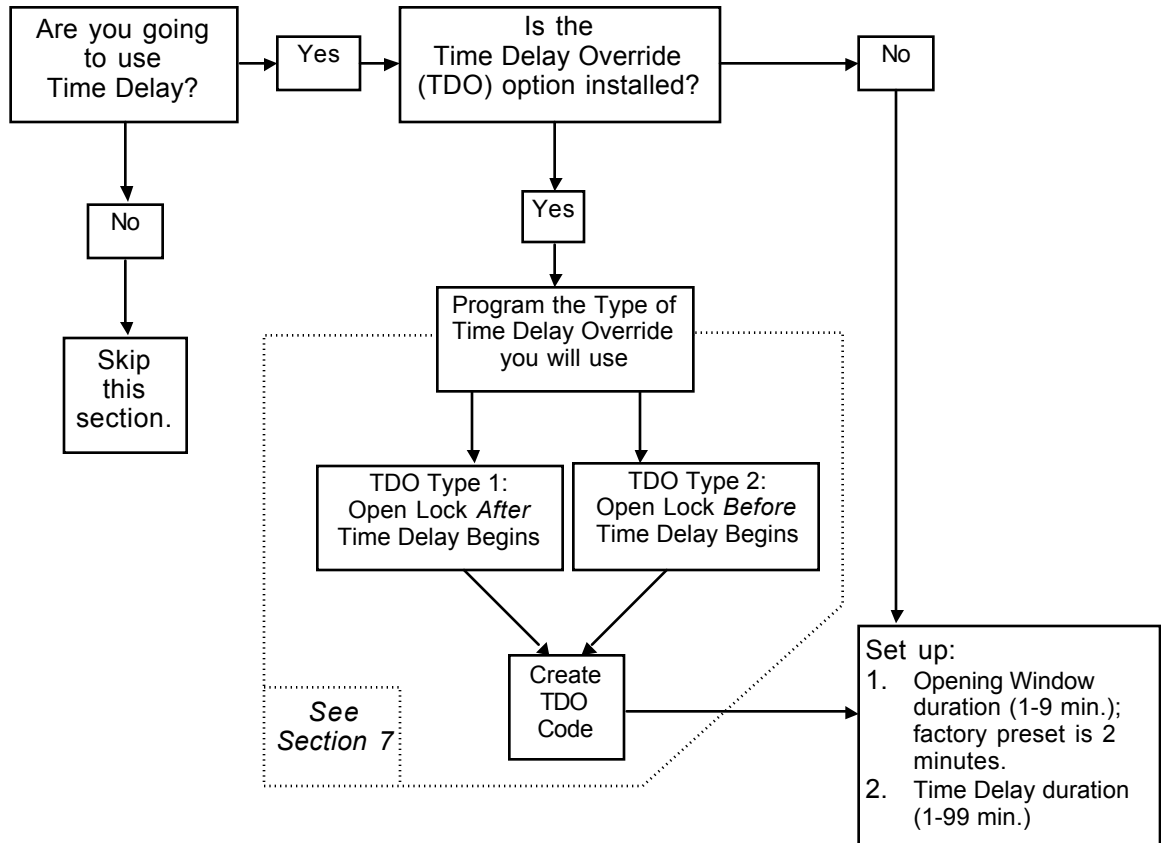 Are you going
to use
Time Delay?
Yes
Is the
Time Delay Override
(TDO) option installed?
No
No
Yes
Skip
this
section.
Program the Type of
Time Delay Override
you will use
TDO Type 1:
Open Lock After
Time Delay Begins
TDO Type 2:
Open Lock Before
Time Delay Begins
See
Section 7
Create
TDO
Code
Set up:
1. Opening Window
duration (1-9 min.);
factory preset is 2
minutes.
2. Time Delay duration
(1-99 min.)